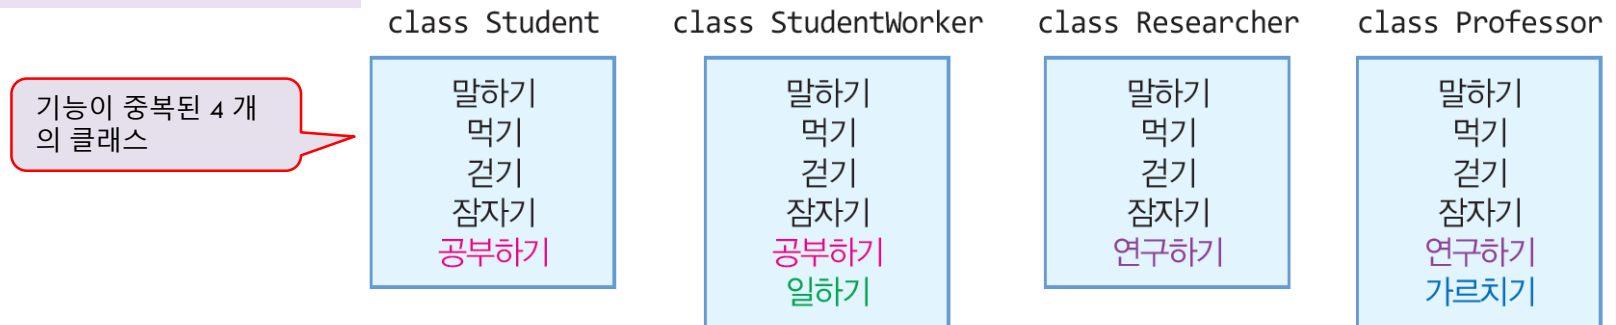 class Student
class StudentWorker
class Researcher
class Professor
기능이 중복된 4 개
의 클래스
말하기
먹기
걷기
잠자기
공부하기
말하기
먹기
걷기
잠자기
공부하기
일하기
말하기
먹기
걷기
잠자기
연구하기
말하기
먹기
걷기
잠자기
연구하기
가르치기